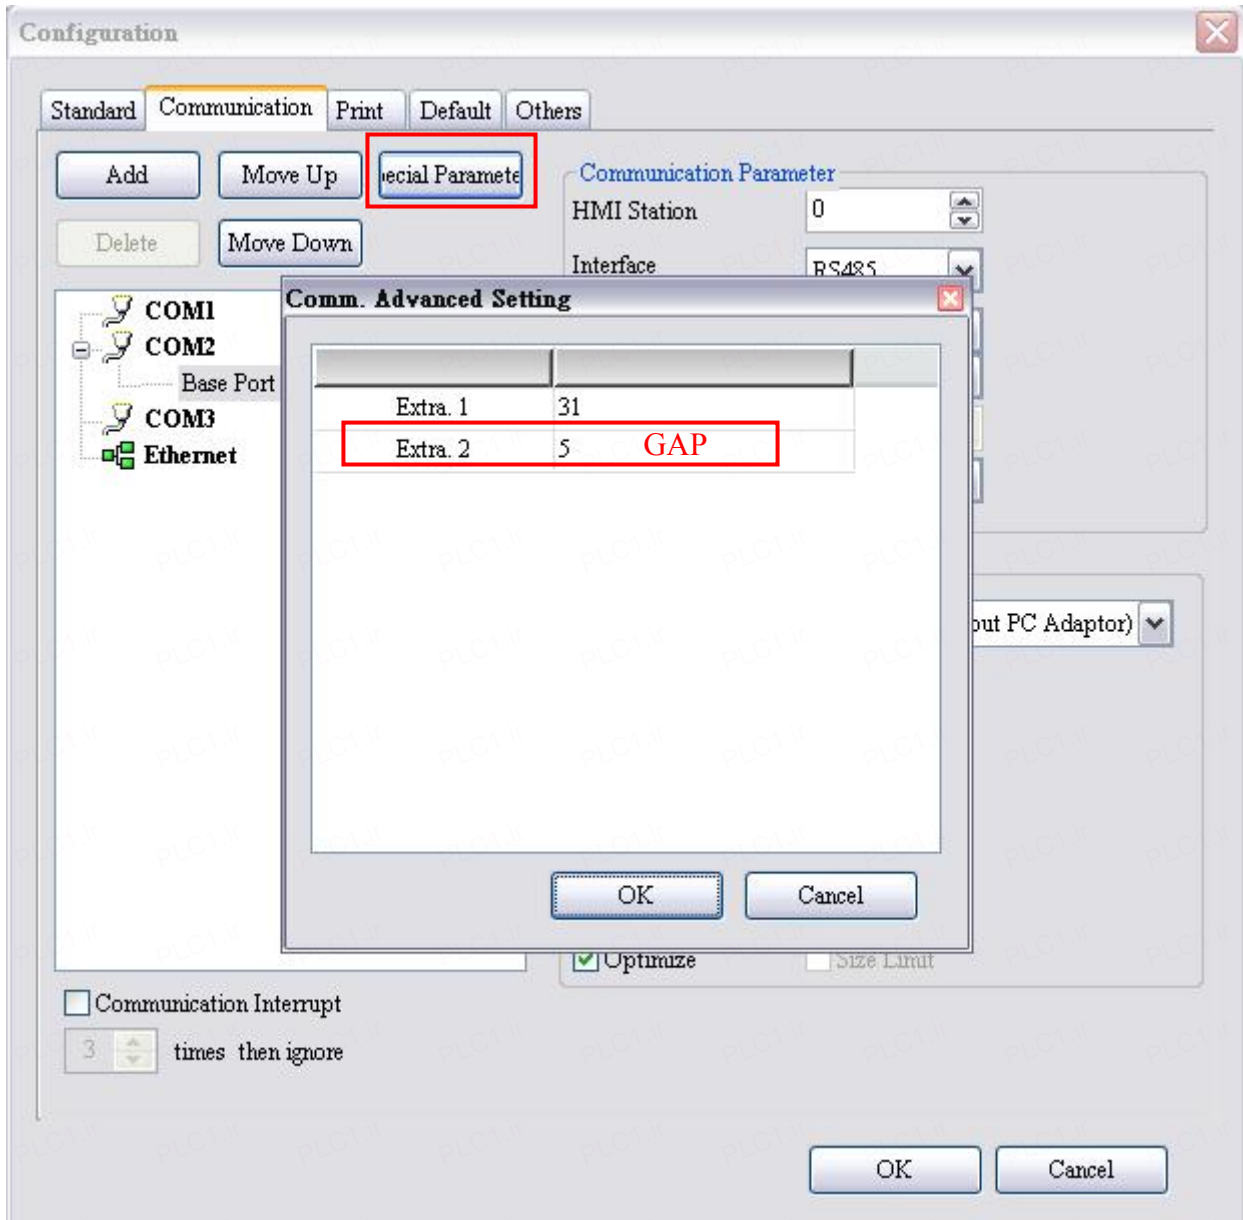 Configuration
Standard Communication Print Default Others
Add Move Up ecial Paramete
Delete Move Down
Communication Parameter
HMI Station 0
Interface RS485
COM1
COM2
Base Port
COM3
Ethernet
Comm. Advanced Setting
Extra. 1 31
Extra. 2 5 GAP
out PC Adaptor)
OK Cancel
Optimize Size Limit
Communication Interrupt
3 times then ignore
OK Cancel